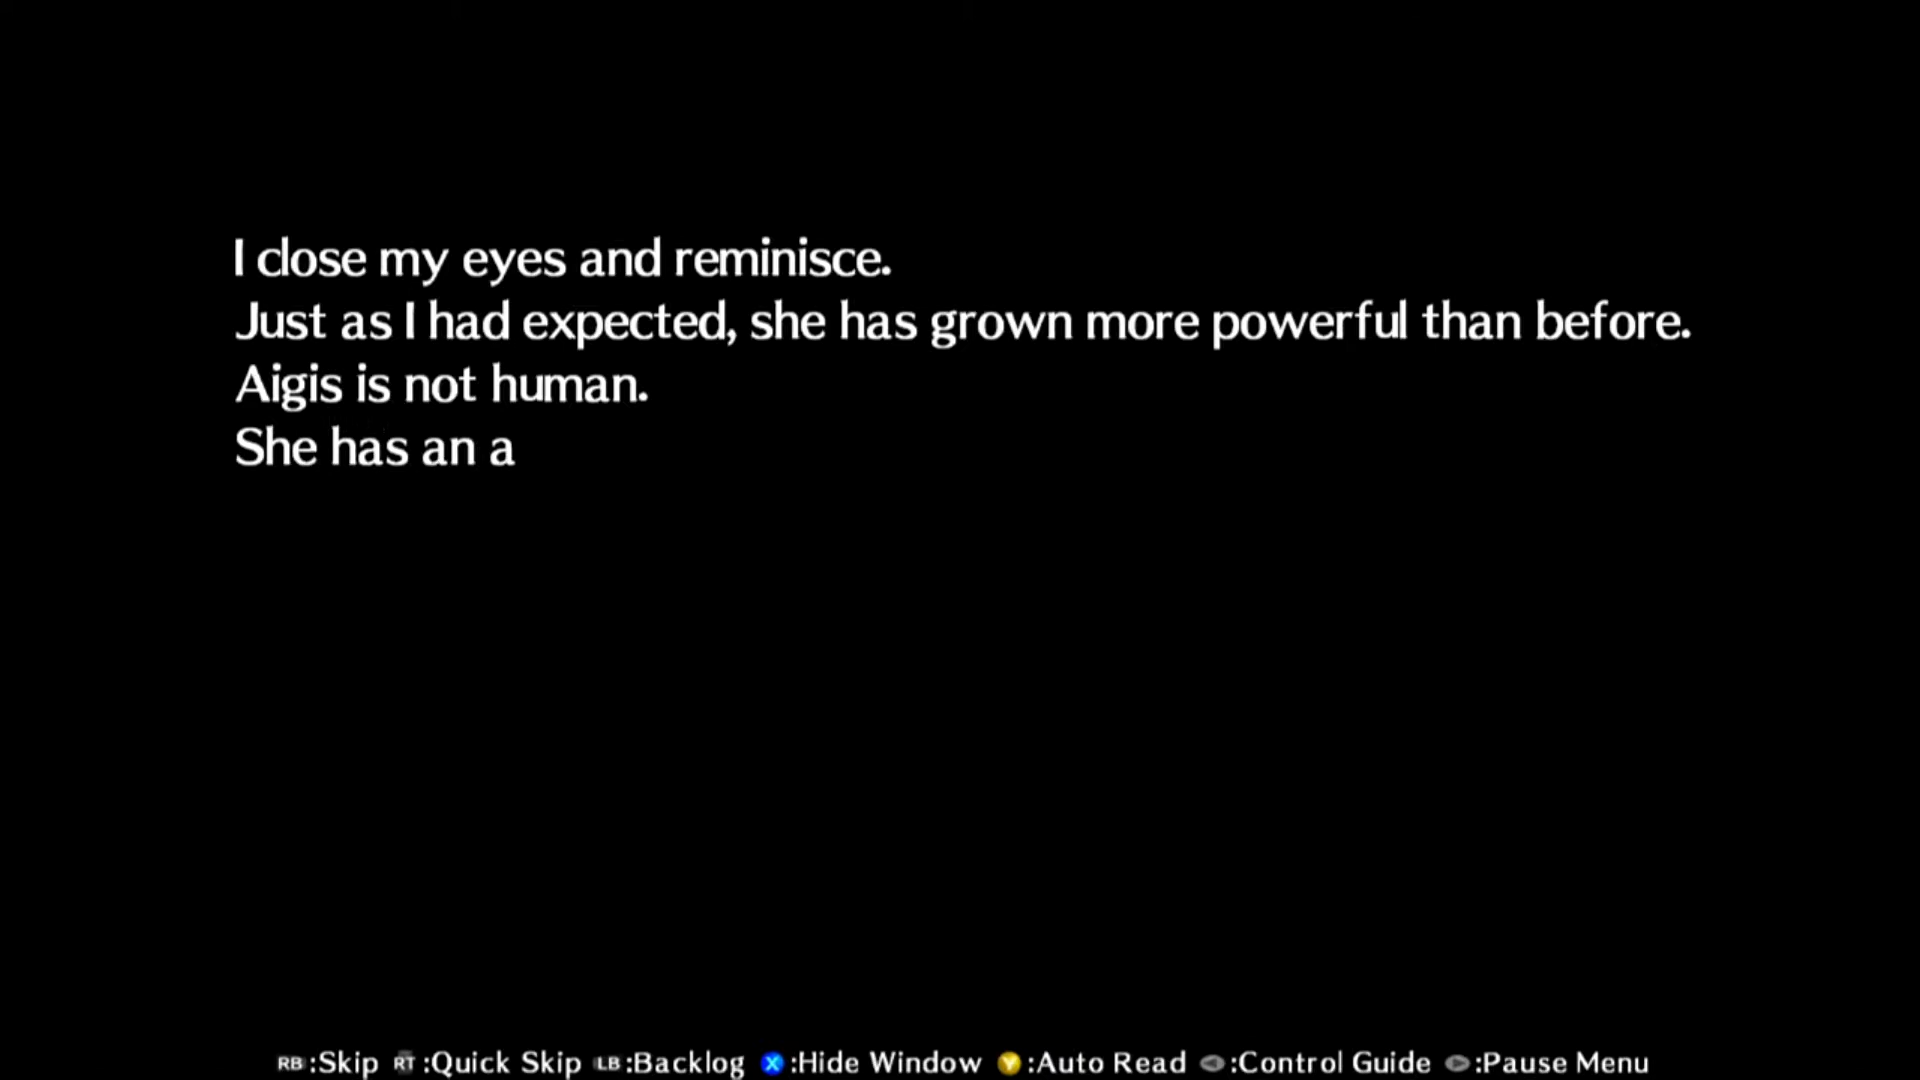 I close my eyes and reminisce.
Just as I had expected, she has grown more powerful than before.
Aigis is not human.
She has an a
RB:Skip RT:Quick Skip LB:Backlog X:Hide Window Y:Auto Read :Control Guide :Pause Menu